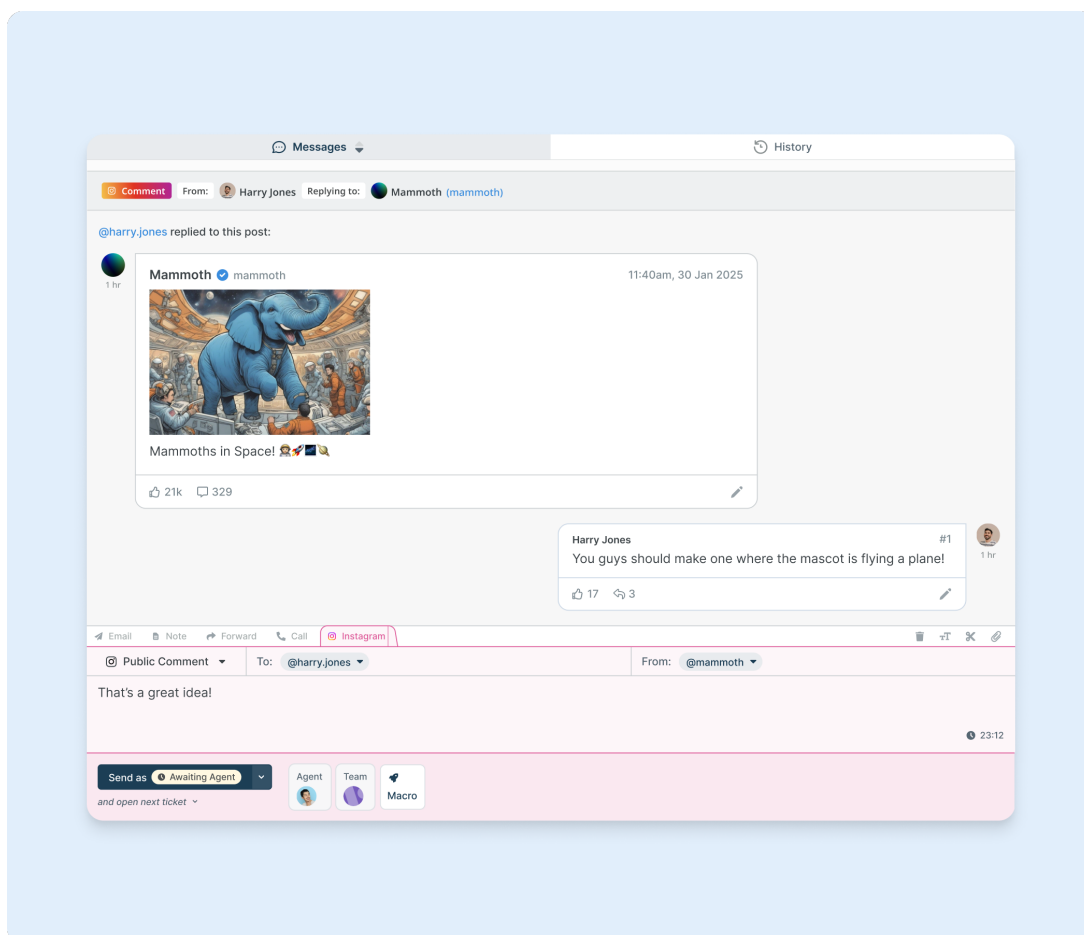 Messages
History
Comment From: Harry Jones Replying to: Mammoth (mammoth)
@harry.jones replied to this post:
1 hr
Mammoth mammoth 11:40am, 30 Jan 2025
Mammoths in Space! 👨‍🚀🚀🌌🪐
21k 329
Harry Jones #1
You guys should make one where the mascot is flying a plane!
1 hr
17 3
Email Note Forward Call Instagram
Public Comment To: @harry.jones From: @mammoth
That's a great idea!
23:12
Send as Awaiting Agent
and open next ticket
Agent
Team
Macro